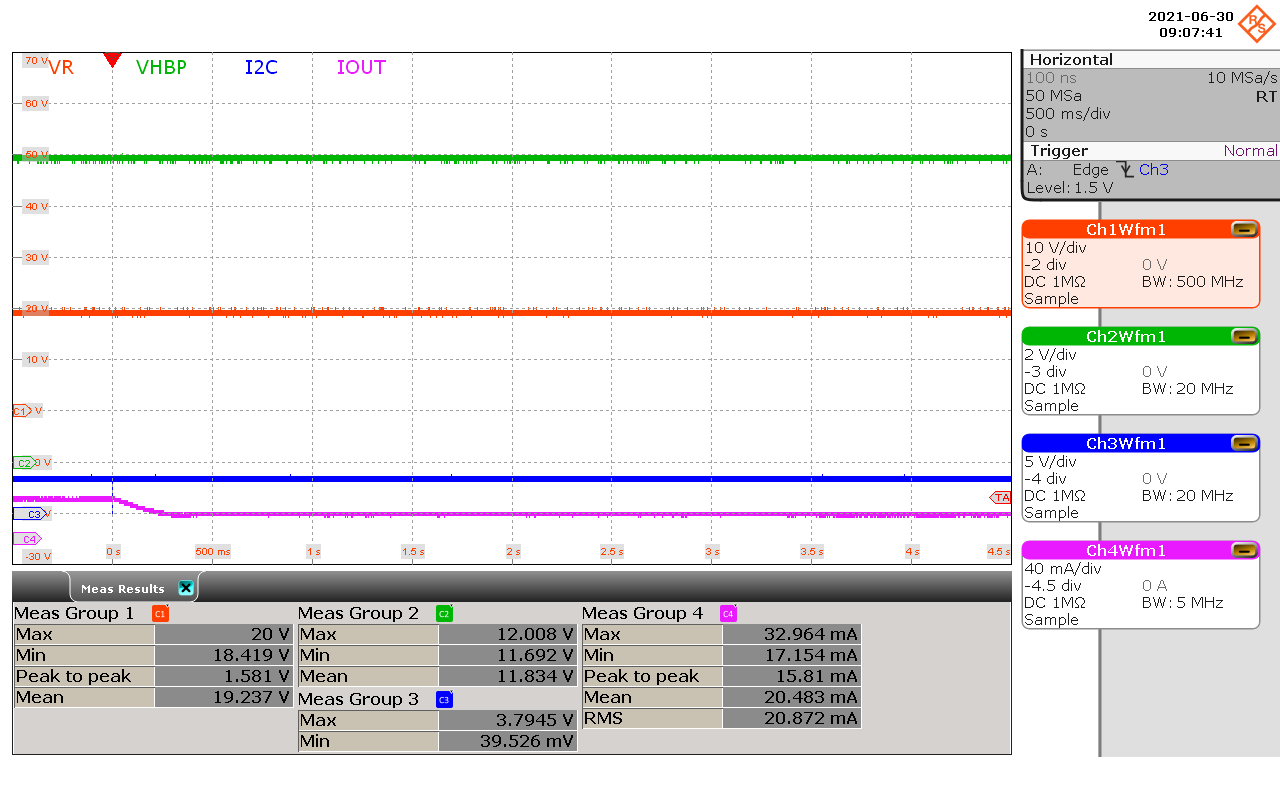 2021-06-30
09:07:41
R S
70 V VR VHBP I2C IOUT
60 V
50 V
40 V
30 V
20 V
10 V
C1 V
C2 0 V
TA
C3 V
C4
-30 V
0 s 500 ms 1 s 1.5 s 2 s 2.5 s 3 s 3.5 s 4 s 4.5 s
Horizontal
100 ns 10 MSa/s
50 MSa RT
500 ms/div
0 s
Trigger Normal
A: Edge Ch3
Level: 1.5 V
Ch1Wfm1
10 V/div
-2 div 0 V
DC 1MΩ BW: 500 MHz
Sample
Ch2Wfm1
2 V/div
-3 div 0 V
DC 1MΩ BW: 20 MHz
Sample
Ch3Wfm1
5 V/div
-4 div 0 V
DC 1MΩ BW: 20 MHz
Sample
Ch4Wfm1
40 mA/div
-4.5 div 0 A
DC 1MΩ BW: 5 MHz
Sample
Meas Results
Meas Group 1 C1
Max 20 V
Min 18.419 V
Peak to peak 1.581 V
Mean 19.237 V
Meas Group 2 C2
Max 12.008 V
Min 11.692 V
Mean 11.834 V
Meas Group 3 C3
Max 3.7945 V
Min 39.526 mV
Meas Group 4 C4
Max 32.964 mA
Min 17.154 mA
Peak to peak 15.81 mA
Mean 20.483 mA
RMS 20.872 mA